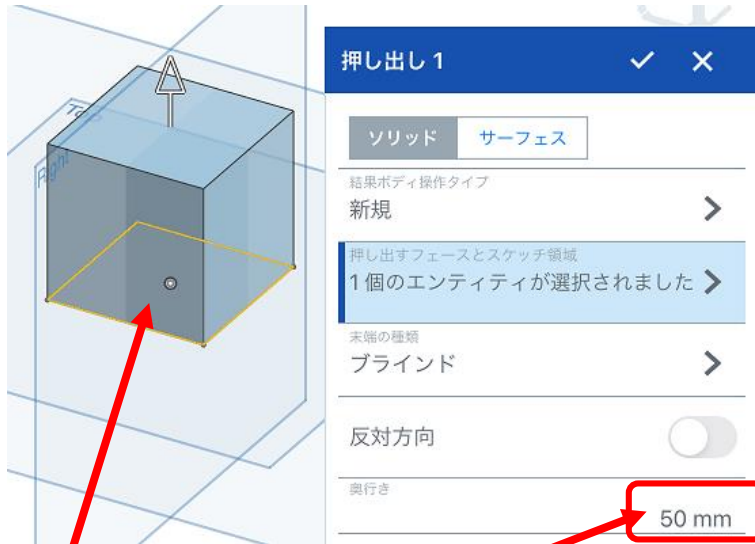 押し出し 1
ソリッド
サーフェス
結果ボディ操作タイプ
新規
押し出すフェースとスケッチ領域
1 個のエンティティが選択されました
末端の種類
ブラインド
反対方向
奥行き
50 mm
Top
Right